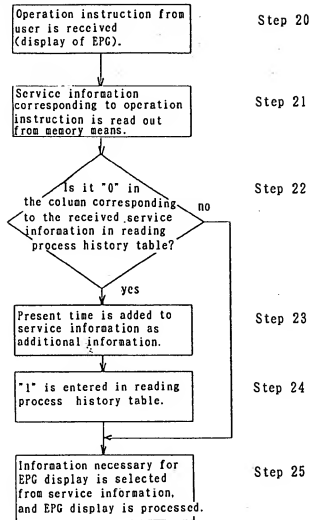 Operation instruction from
user is received
(display of EPG).
Step 20
Service information
corresponding to operation
instruction is read out
from memory means.
Step 21
Is it "0" in
the column corresponding
to the received service
information in reading
process history table?
no
Step 22
yes
Present time is added to
service information as
additional information.
Step 23
"1" is entered in reading
process history table.
Step 24
Information necessary for
EPG display is selected
from service information,
and EPG display is processed.
Step 25